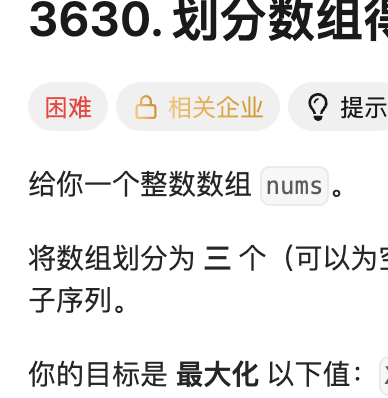 3630. 划分数组得
困难 相关企业 提示
给你一个整数数组 nums 。
将数组划分为 三 个（可以为空
子序列。
你的目标是 最大化 以下值：